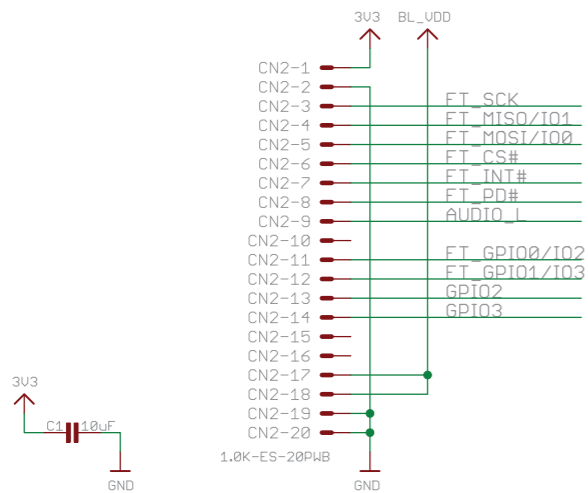 3V3 BL_VDD
CN2-1
CN2-2
CN2-3 FT_SCK
CN2-4 FT_MISO/IO1
CN2-5 FT_MOSI/IO0
CN2-6 FT_CS#
CN2-7 FT_INT#
CN2-8 FT_PD#
CN2-9 AUDIO_L
CN2-10
CN2-11 FT_GPIO0/IO2
CN2-12 FT_GPIO1/IO3
CN2-13 GPIO2
CN2-14 GPIO3
CN2-15
CN2-16
CN2-17
CN2-18
CN2-19
CN2-20
1.0K-ES-20PWB
GND
3V3
C1 10uF
GND